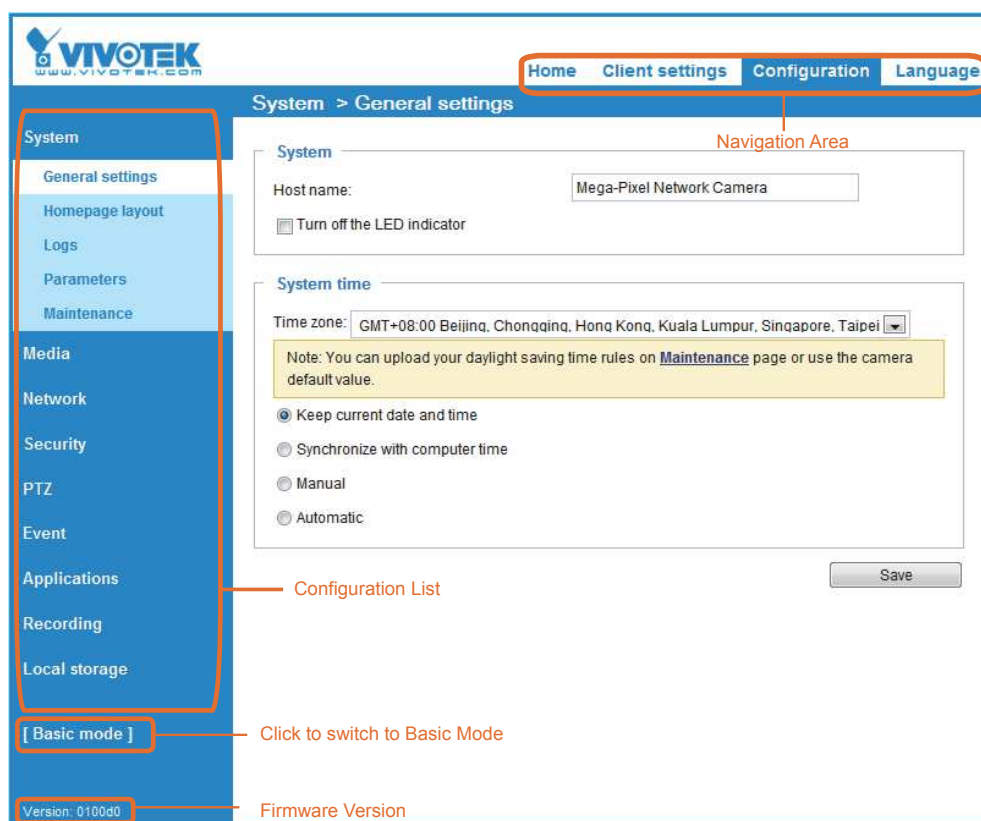 VIVOTEK
www.vivotek.com
Home Client settings Configuration Language
System > General settings
Navigation Area
System
General settings
Homepage layout
Logs
Parameters
Maintenance
Media
Network
Security
PTZ
Event
Applications
Recording
Local storage
[ Basic mode ]
Version: 0100d0
System
Host name: Mega-Pixel Network Camera
Turn off the LED indicator
System time
Time zone: GMT+08:00 Beijing, Chongqing, Hong Kong, Kuala Lumpur, Singapore, Taipei
Note: You can upload your daylight saving time rules on Maintenance page or use the camera
default value.
Keep current date and time
Synchronize with computer time
Manual
Automatic
Save
Configuration List
Click to switch to Basic Mode
Firmware Version